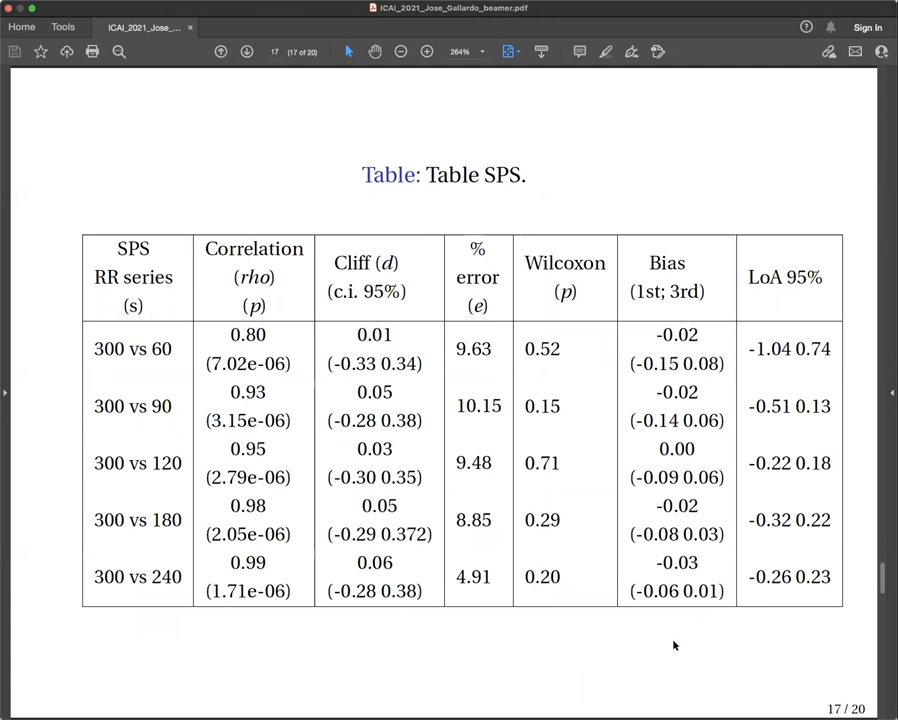 ICAI_2021_Jose_Gallardo_beamer.pdf
Home Tools ICAI_2021_Jose_... × Sign In
17 (17 of 20) 264%
Table: Table SPS.
SPS
RR series
(s)
Correlation
(rho)
(p)
Cliff (d)
(c.i. 95%)
%
error
(e)
Wilcoxon
(p)
Bias
(1st; 3rd)
LoA 95%
300 vs 60
0.80
(7.02e-06)
0.01
(-0.33 0.34)
9.63
0.52
-0.02
(-0.15 0.08)
-1.04 0.74
300 vs 90
0.93
(3.15e-06)
0.05
(-0.28 0.38)
10.15
0.15
-0.02
(-0.14 0.06)
-0.51 0.13
300 vs 120
0.95
(2.79e-06)
0.03
(-0.30 0.35)
9.48
0.71
0.00
(-0.09 0.06)
-0.22 0.18
300 vs 180
0.98
(2.05e-06)
0.05
(-0.29 0.372)
8.85
0.29
-0.02
(-0.08 0.03)
-0.32 0.22
300 vs 240
0.99
(1.71e-06)
0.06
(-0.28 0.38)
4.91
0.20
-0.03
(-0.06 0.01)
-0.26 0.23
17 / 20